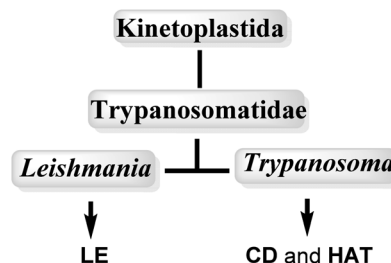 Kinetoplastida
Trypanosomatidae
Leishmania Trypanosoma
LE CD and HAT